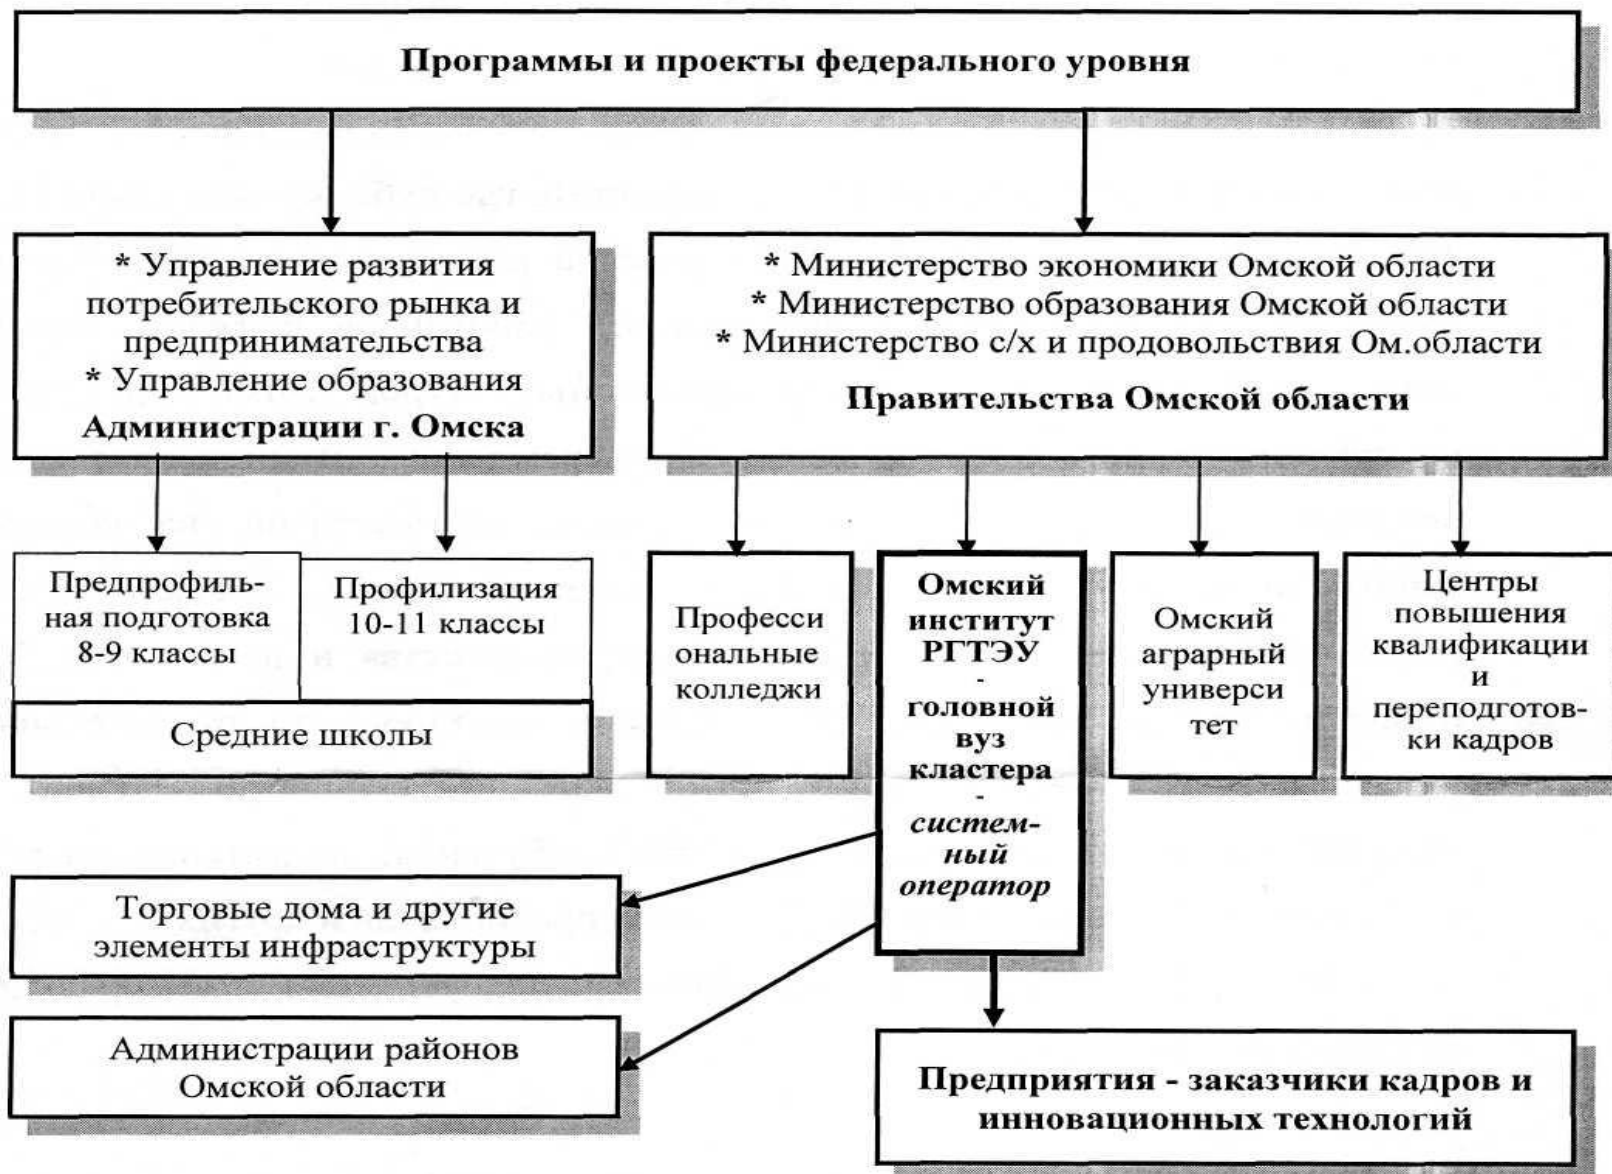 Программы и проекты федерального уровня
* Управление развития
потребительского рынка и
предпринимательства
* Управление образования
Администрации г. Омска
* Министерство экономики Омской области
* Министерство образования Омской области
* Министерство с/х и продовольствия Ом.области
Правительства Омской области
Предпрофиль-
ная подготовка
8-9 классы
Профилизация
10-11 классы
Средние школы
Професси
ональные
колледжи
Омский
институт
РГТЭУ
-
головной
вуз
кластера
-
систем-
ный
оператор
Омский
аграрный
универси
тет
Центры
повышения
квалификации
и
переподготов-
ки кадров
Торговые дома и другие
элементы инфраструктуры
Администрации районов
Омской области
Предприятия - заказчики кадров и
инновационных технологий